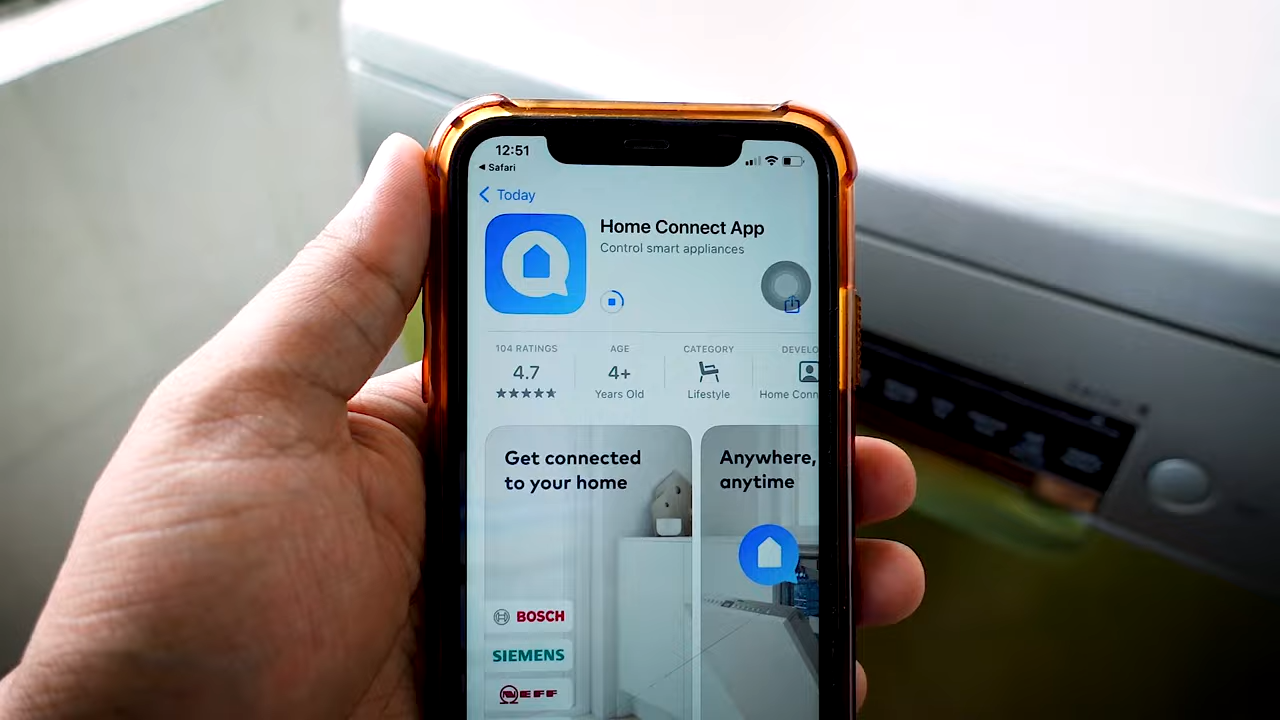 12:51
Safari
Today
Home Connect App
Control smart appliances
104 RATINGS
4.7
AGE
4+
Years Old
CATEGORY
Lifestyle
DEVELO
Home Conn
Get connected
to your home
Anywhere,
anytime
BOSCH
SIEMENS
NEFF